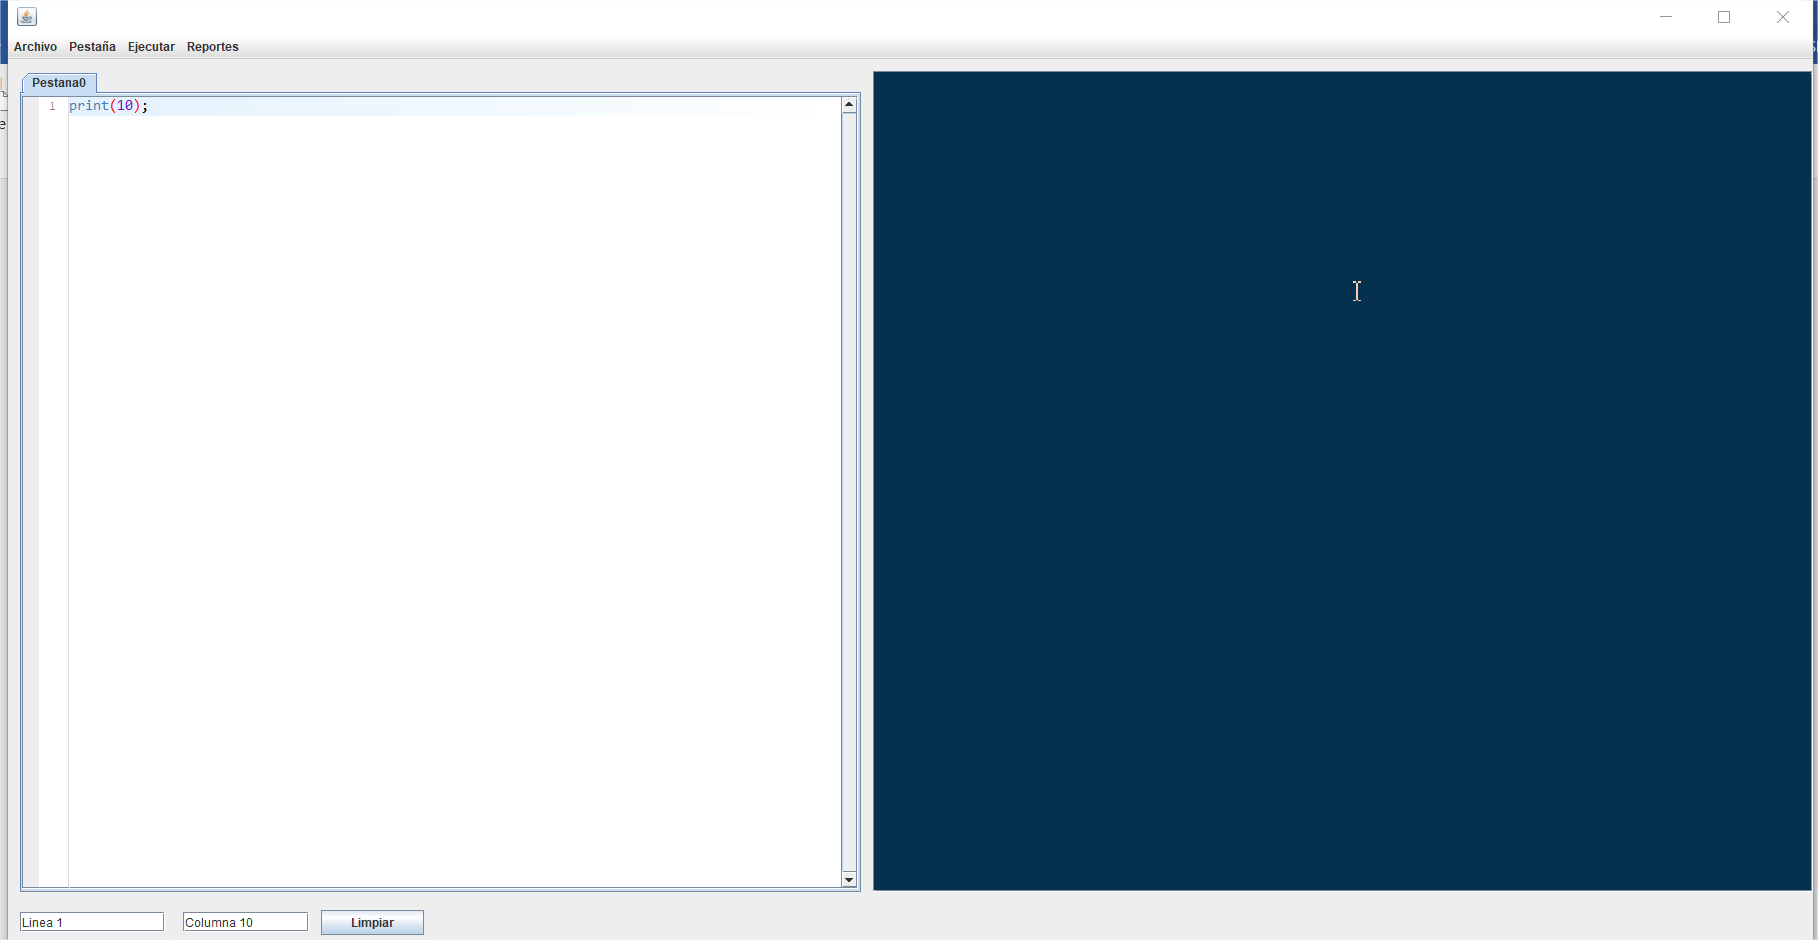 Archivo Pestaña Ejecutar Reportes
Pestana0
1 print(10);
Linea 1 Columna 10 Limpiar